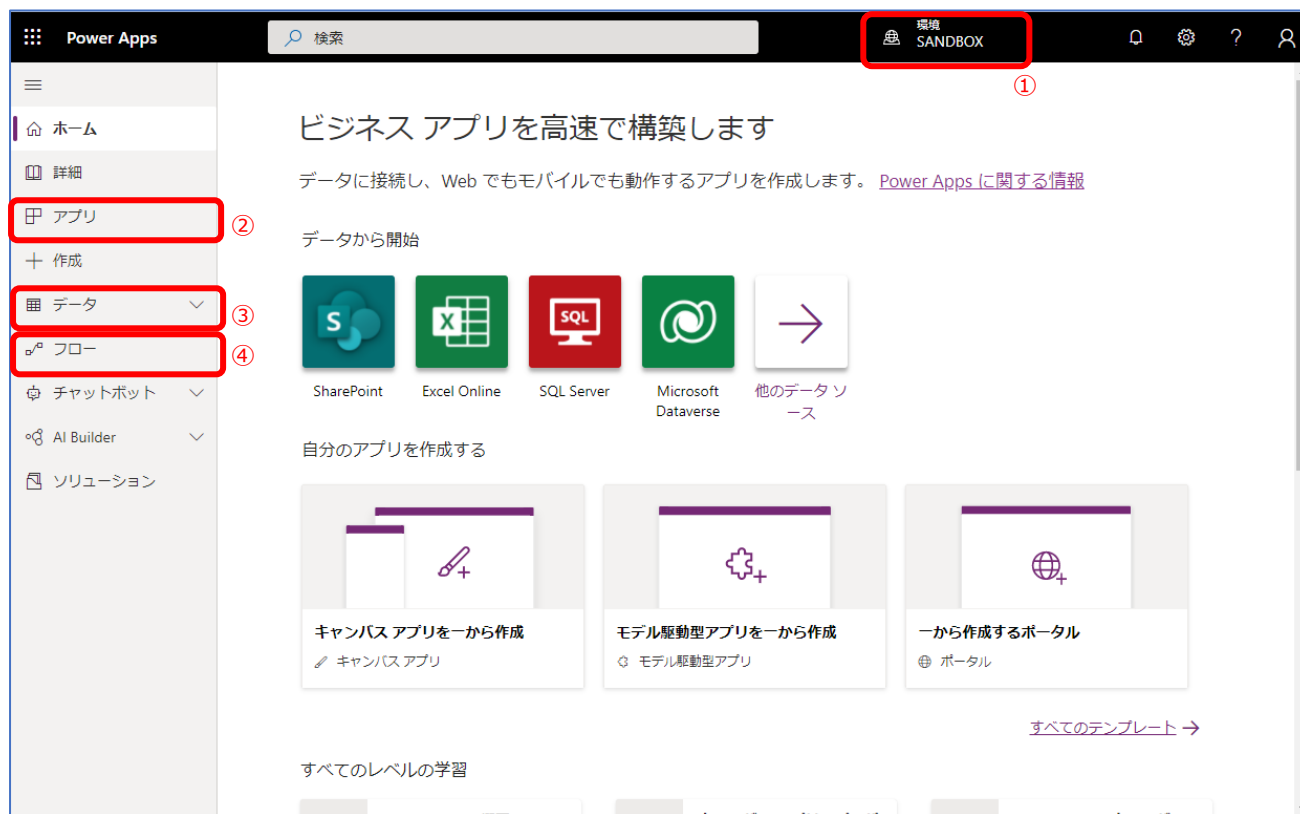 Power Apps
検索
環境
SANDBOX
①
ホーム
詳細
アプリ
②
作成
データ
③
フロー
④
チャットボット
AI Builder
ソリューション
ビジネス アプリを高速で構築します
データに接続し、Web でもモバイルでも動作するアプリを作成します。 Power Apps に関する情報
データから開始
S
X
SQL
SharePoint
Excel Online
SQL Server
Microsoft
Dataverse
他のデータ ソ
ース
自分のアプリを作成する
キャンバス アプリを一から作成
キャンバス アプリ
モデル駆動型アプリを一から作成
モデル駆動型アプリ
一から作成するポータル
ポータル
すべてのテンプレート
すべてのレベルの学習